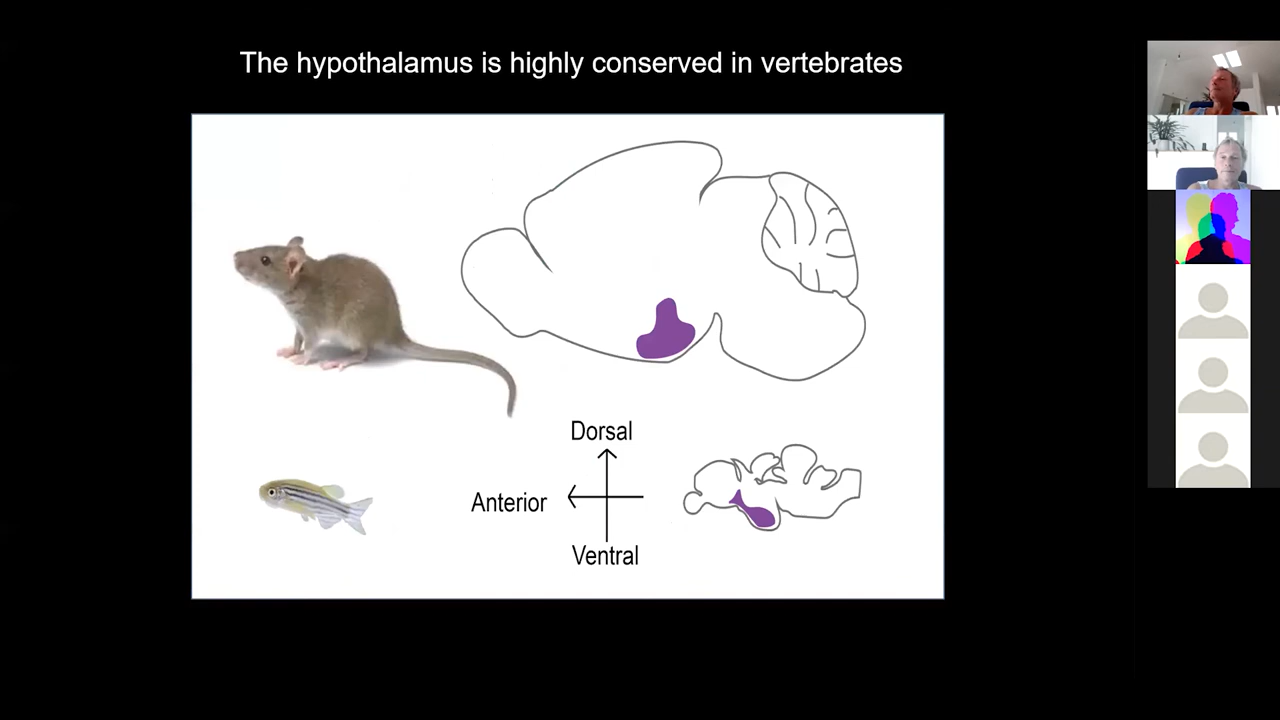 The hypothalamus is highly conserved in vertebrates
Dorsal
Anterior
Ventral